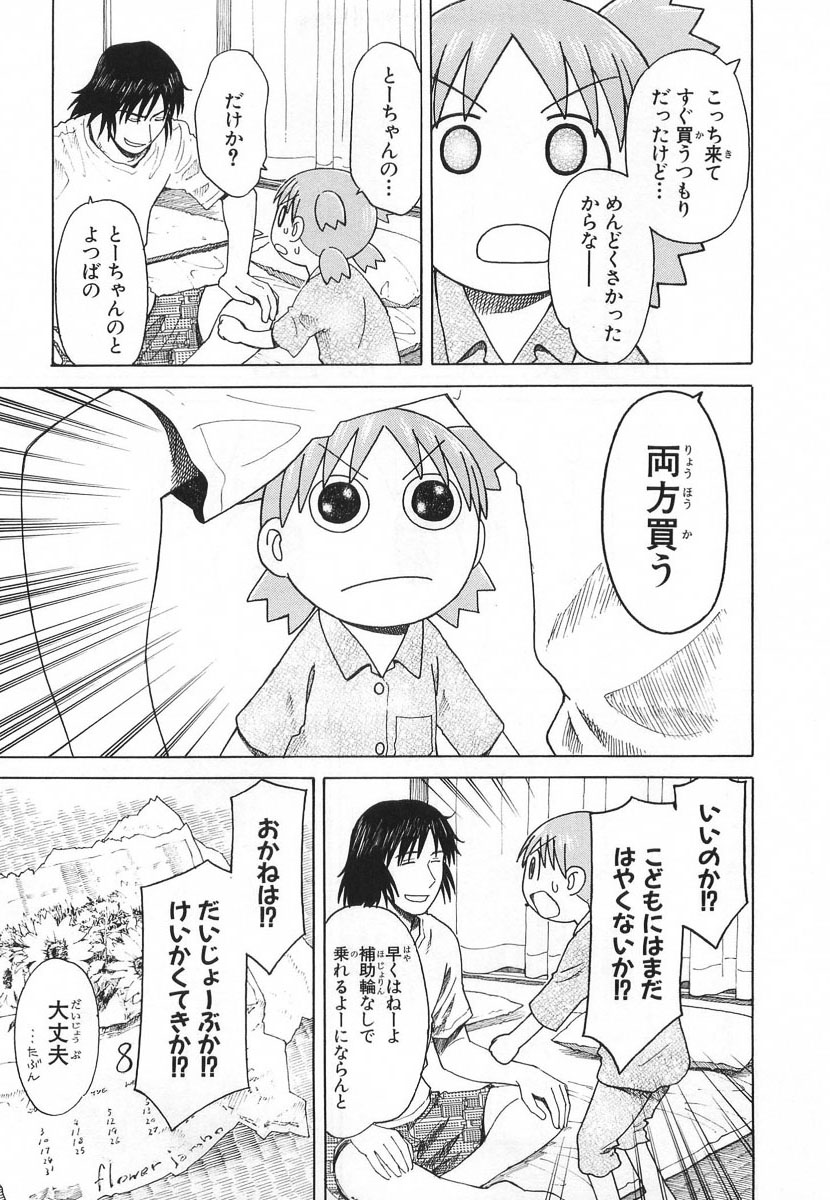 こっち来て
すぐ買うつもり
だったけど…
めんどくさかった
からなー
とーちゃんの…
だけか?
とーちゃんのと
よつばの
両方買う
いいのか!?
こどもにはまだ
はやくないか!?
早くはねーよ
補助輪なしで
乗れるよーにならんと
おかねは!?
だいじょーぶか!?
けいかくてきか!?
大丈夫
…たぶん
8
flower